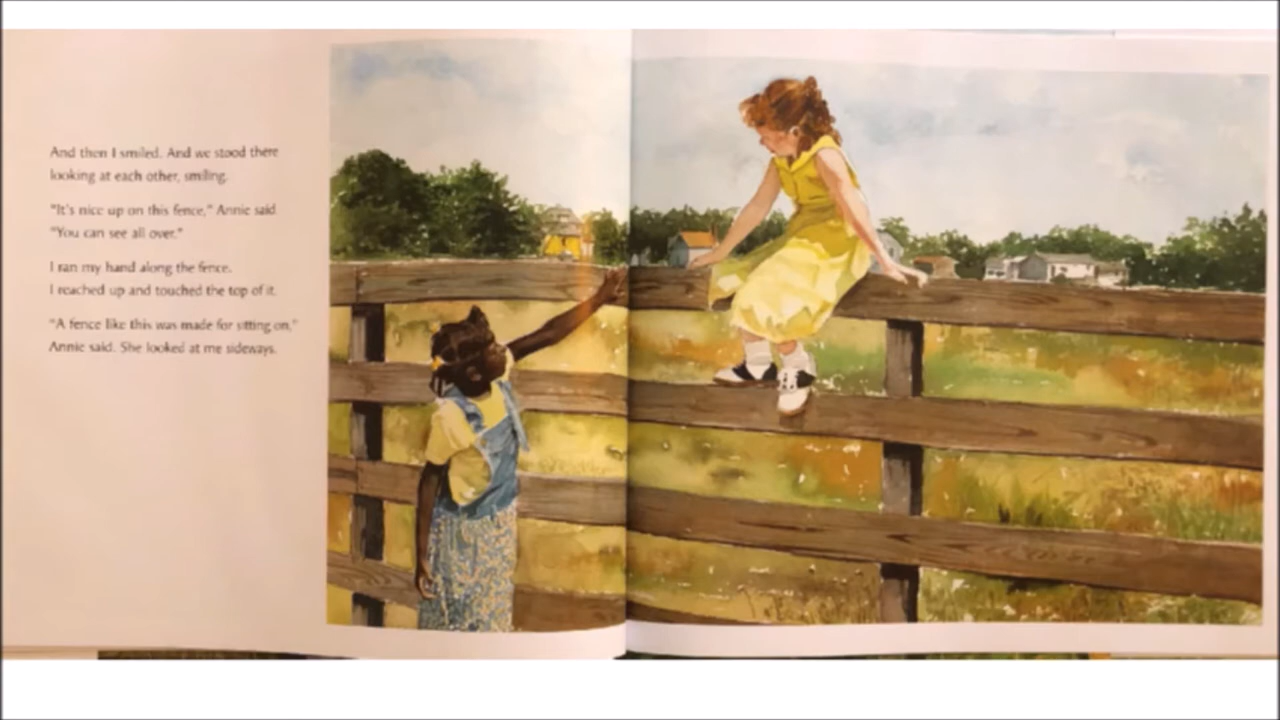 And then I smiled. And we stood there
looking at each other, smiling.
"It's nice up on this fence," Annie said.
"You can see all over."
I ran my hand along the fence.
I reached up and touched the top of it.
"A fence like this was made for sitting on,"
Annie said. She looked at me sideways.